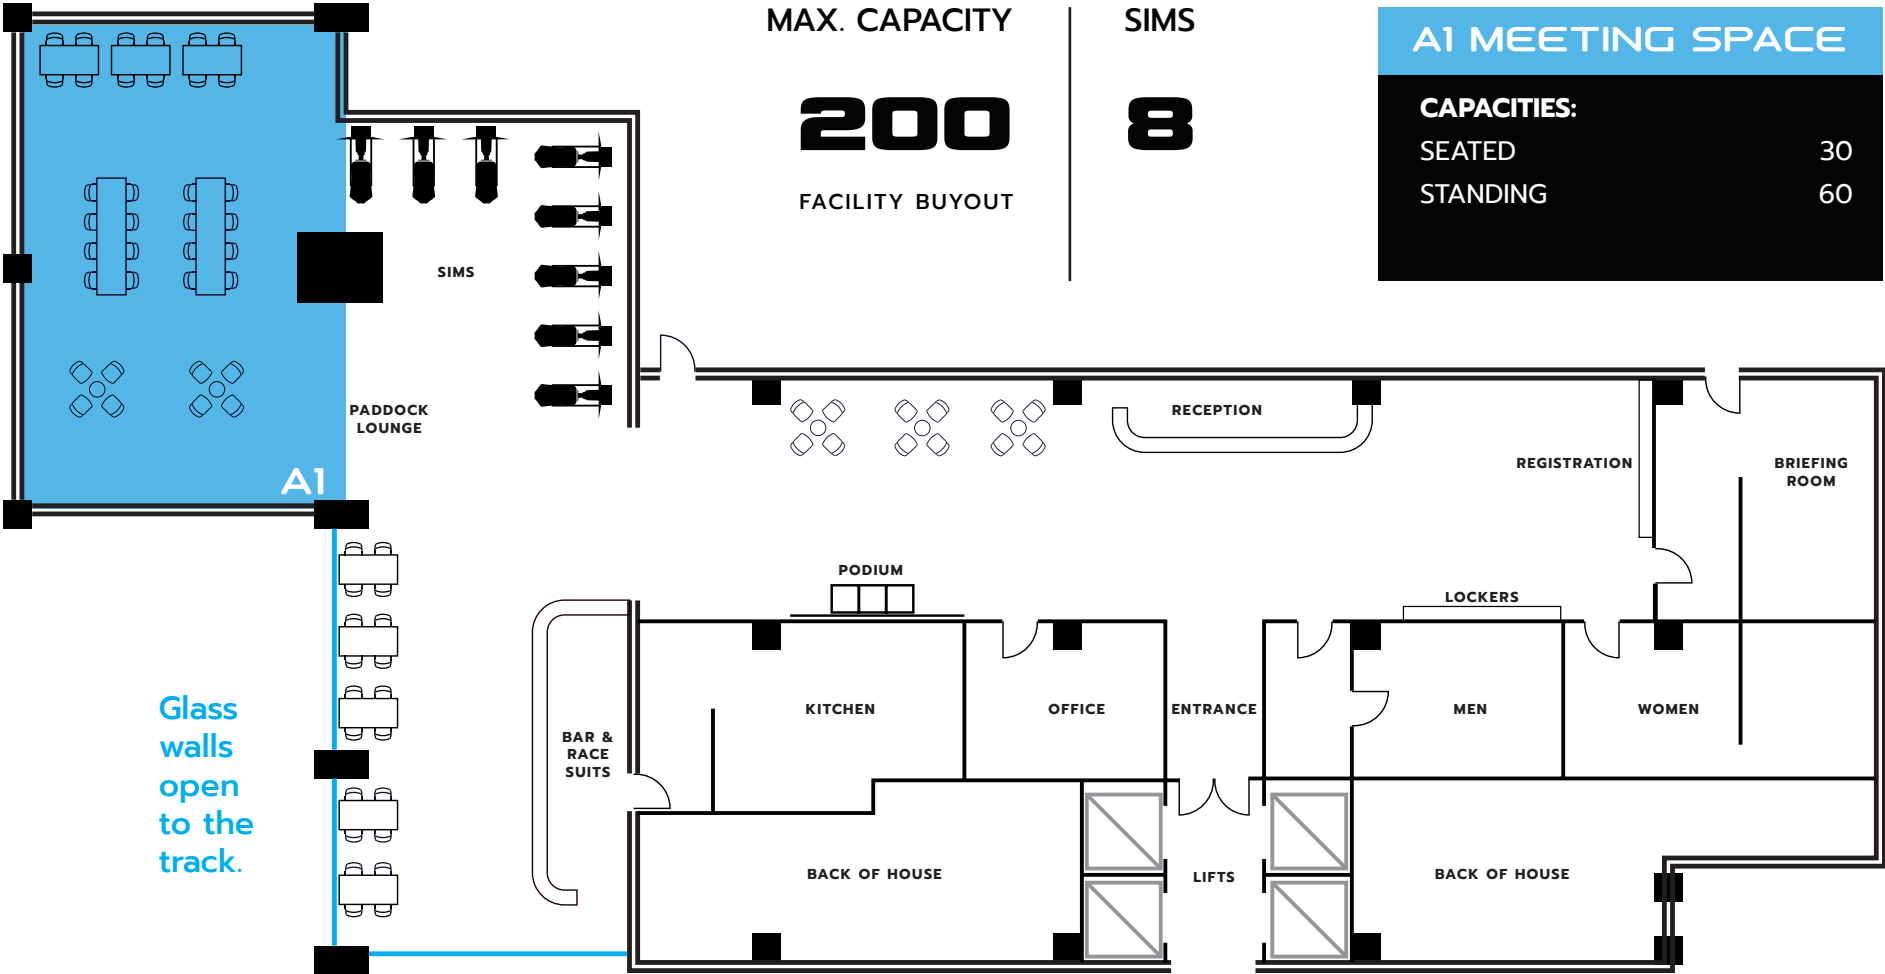 MAX. CAPACITY
200
FACILITY BUYOUT
SIMS
8
A1 MEETING SPACE
CAPACITIES:
SEATED 30
STANDING 60
SIMS
PADDOCK
LOUNGE
A1
RECEPTION
REGISTRATION
BRIEFING
ROOM
PODIUM
LOCKERS
Glass
walls
open
to the
track.
BAR &
RACE
SUITS
KITCHEN
OFFICE
ENTRANCE
MEN
WOMEN
BACK OF HOUSE
LIFTS
BACK OF HOUSE